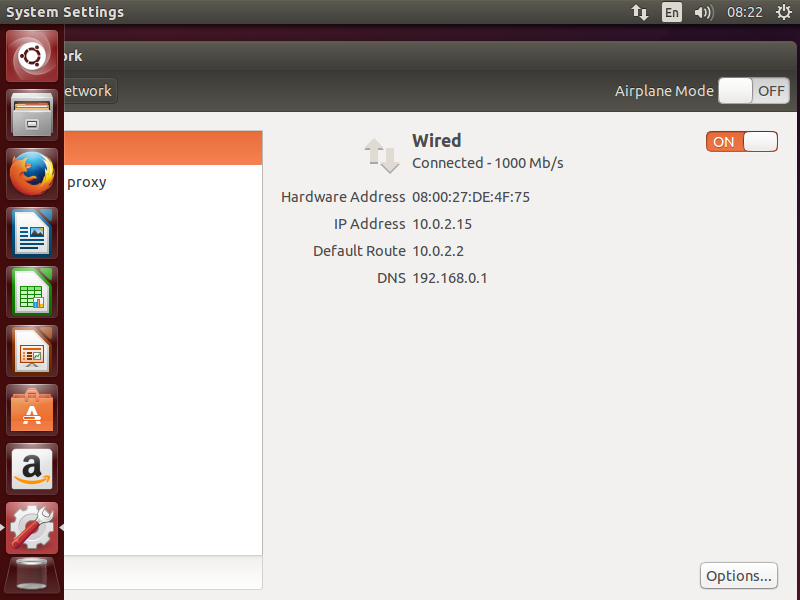 System Settings
En
08:22
ork
etwork
Airplane Mode
OFF
Wired
Connected - 1000 Mb/s
ON
proxy
Hardware Address 08:00:27:DE:4F:75
IP Address 10.0.2.15
Default Route 10.0.2.2
DNS 192.168.0.1
a
Options...